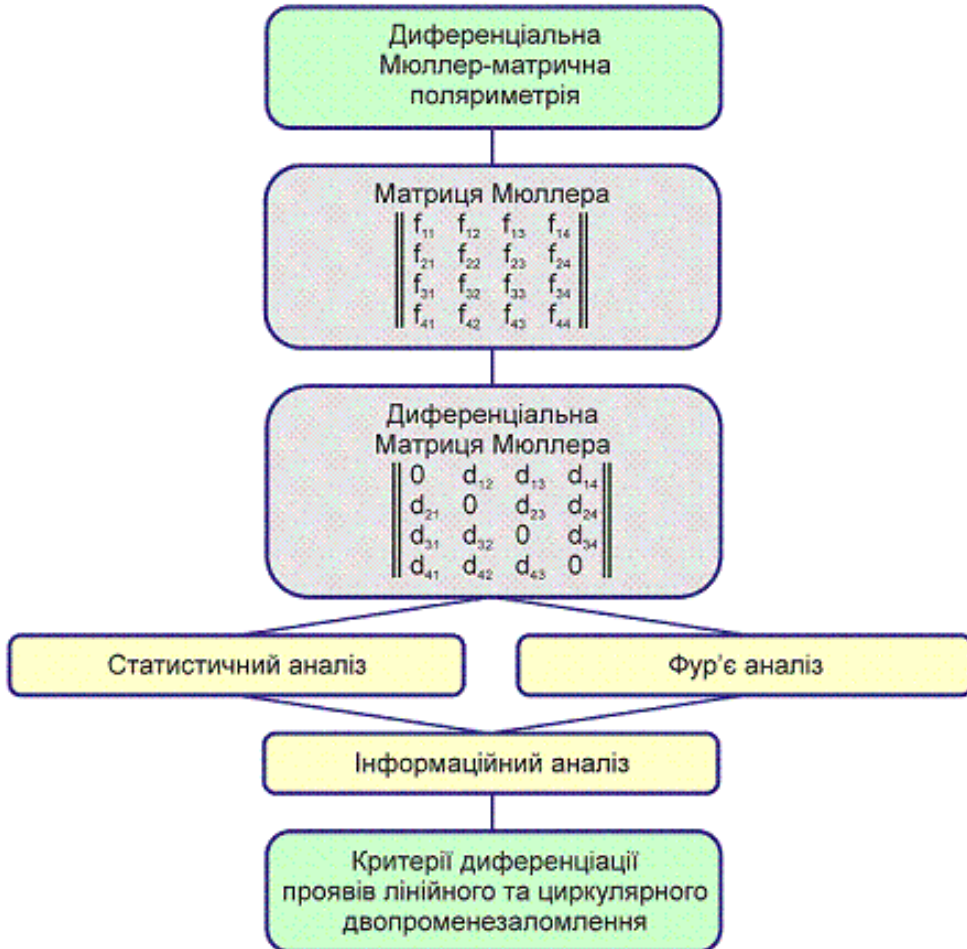 Диференціальна
Мюллер-матрична
поляриметрія
Матриця Мюллера
f₁₁ f₁₂ f₁₃ f₁₄
f₂₁ f₂₂ f₂₃ f₂₄
f₃₁ f₃₂ f₃₃ f₃₄
f₄₁ f₄₂ f₄₃ f₄₄
Диференціальна
Матриця Мюллера
0 d₁₂ d₁₃ d₁₄
d₂₁ 0 d₂₃ d₂₄
d₃₁ d₃₂ 0 d₃₄
d₄₁ d₄₂ d₄₃ 0
Статистичний аналіз
Фур’є аналіз
Інформаційний аналіз
Критерії диференціації
проявів лінійного та циркулярного
двопроменезаломлення